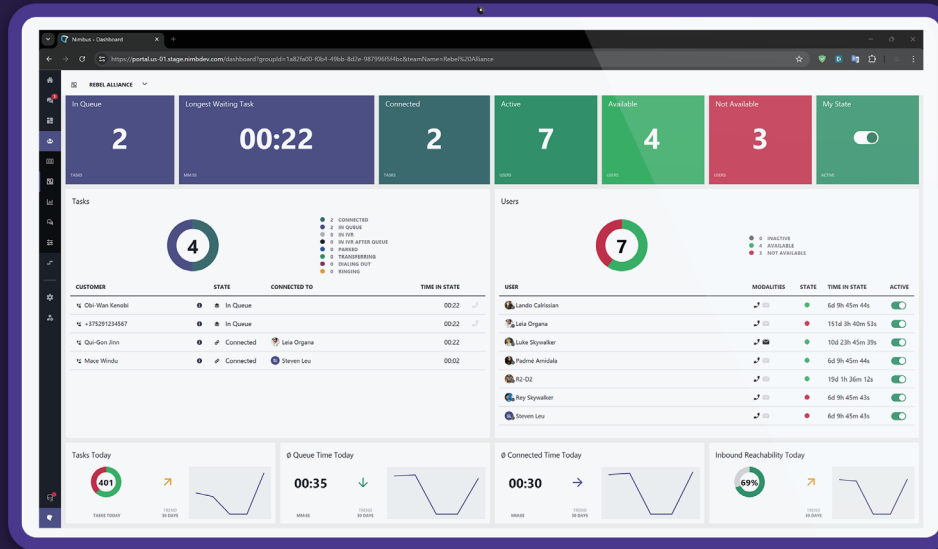 Nimbus - Dashboard
https://portal.us-01.stage.nimbdev.com/dashboard?groupId=1a82fa00-f0b4-49bb-8d2e-987996f5f4bc&teamName=Rebel%20Alliance
REBEL ALLIANCE
In Queue
2
TASKS
Longest Waiting Task
00:22
MM:SS
Connected
2
TASKS
Active
7
USERS
Available
4
USERS
Not Available
3
USERS
My State
ACTIVE
Tasks
4
2 CONNECTED
2 IN QUEUE
0 IN IVR
0 IN IVR AFTER QUEUE
0 PARKED
0 TRANSFERRING
0 DIALING OUT
0 RINGING
CUSTOMER STATE CONNECTED TO TIME IN STATE
Obi-Wan Kenobi In Queue 00:22
+375291234567 In Queue 00:22
Qui-Gon Jinn Connected Leia Organa 00:22
Mace Windu Connected Steven Leu 00:02
Users
7
0 INACTIVE
4 AVAILABLE
3 NOT AVAILABLE
USER MODALITIES STATE TIME IN STATE ACTIVE
Lando Calrissian 6d 9h 45m 44s
Leia Organa 151d 3h 40m 53s
Luke Skywalker 10d 23h 45m 39s
Padmé Amidala 6d 9h 45m 44s
R2-D2 19d 1h 36m 12s
Rey Skywalker 6d 9h 45m 43s
Steven Leu 6d 9h 45m 43s
Tasks Today
401
TASKS TODAY
TREND
30 DAYS
Ø Queue Time Today
00:35
MM:SS
TREND
30 DAYS
Ø Connected Time Today
00:30
MM:SS
TREND
30 DAYS
Inbound Reachability Today
69%
TREND
30 DAYS